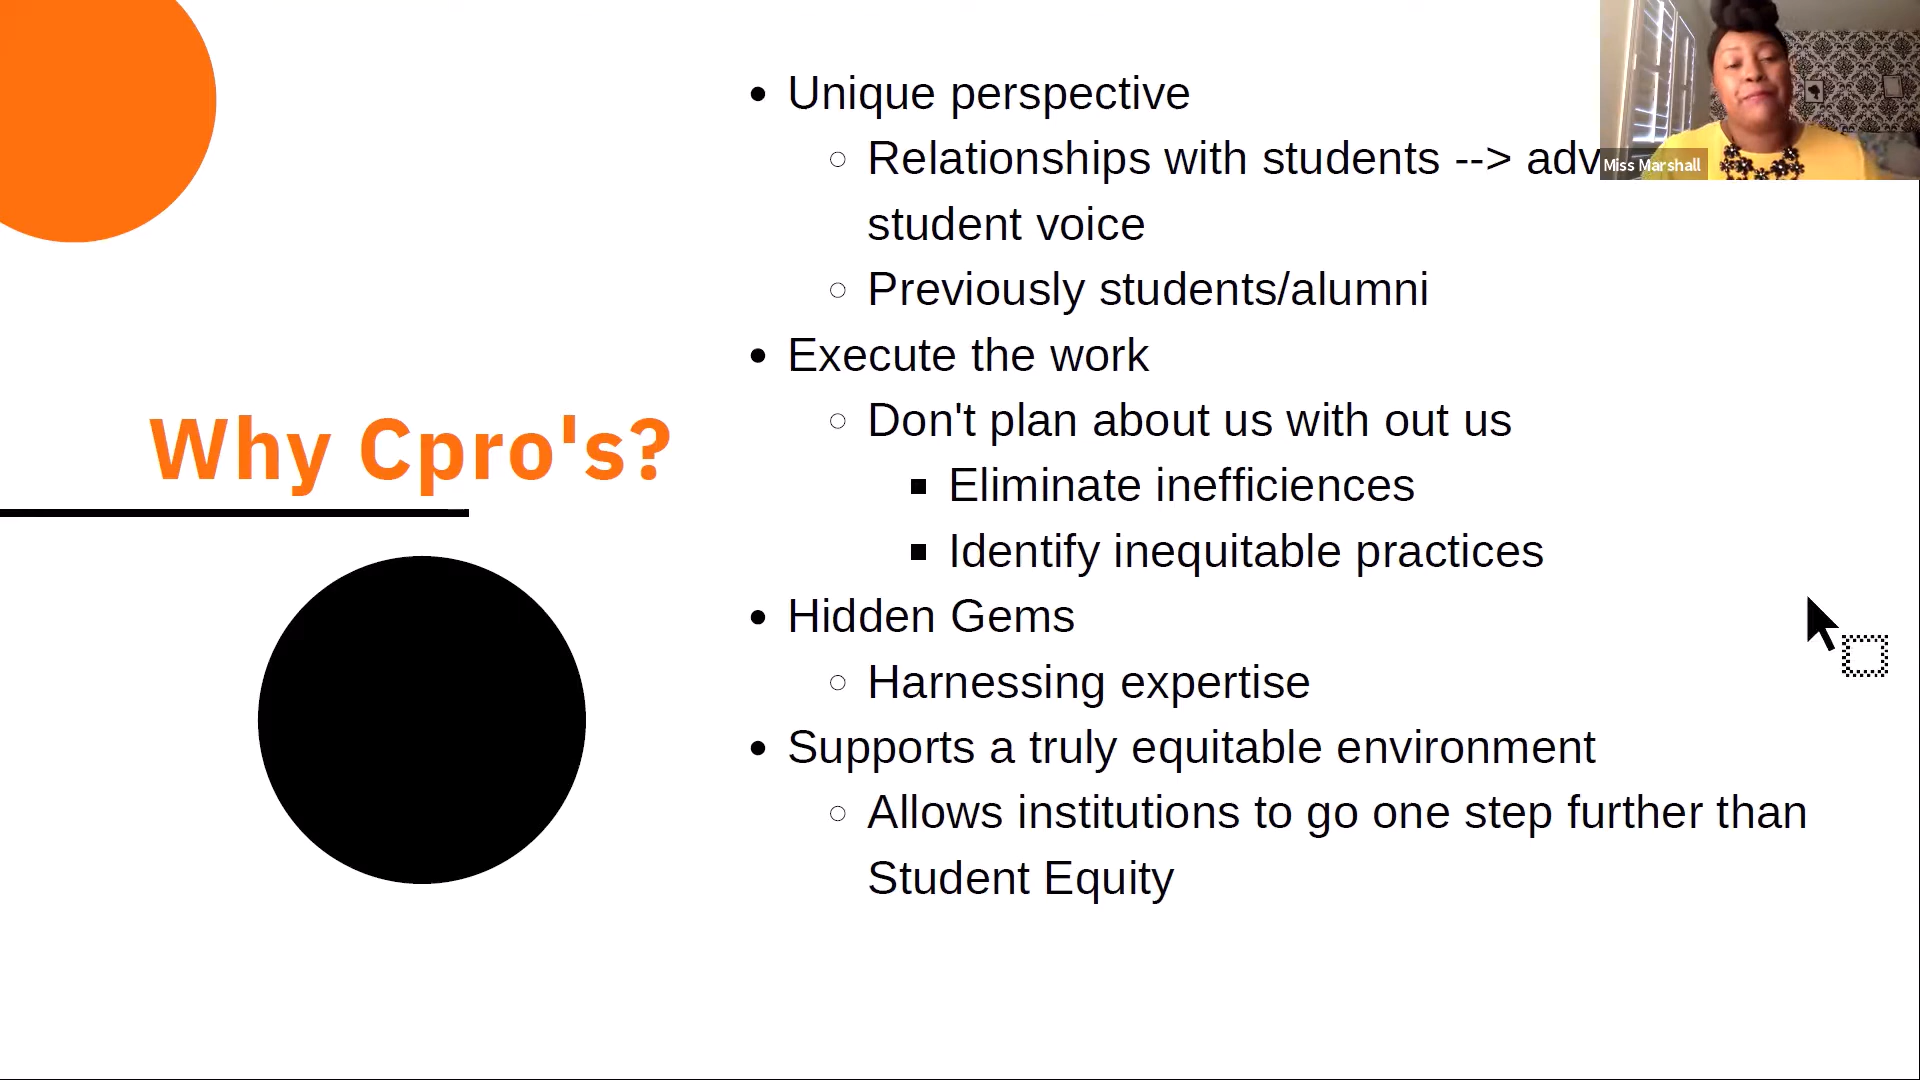 Unique perspective
Relationships with students -->
student voice
Previously students/alumni
Execute the work
Don't plan about us with out us
Eliminate inefficiences
Identify inequitable practices
Hidden Gems
Harnessing expertise
Supports a truly equitable environment
Allows institutions to go one step further than
Student Equity
Why Cpro's?
Miss Marshall